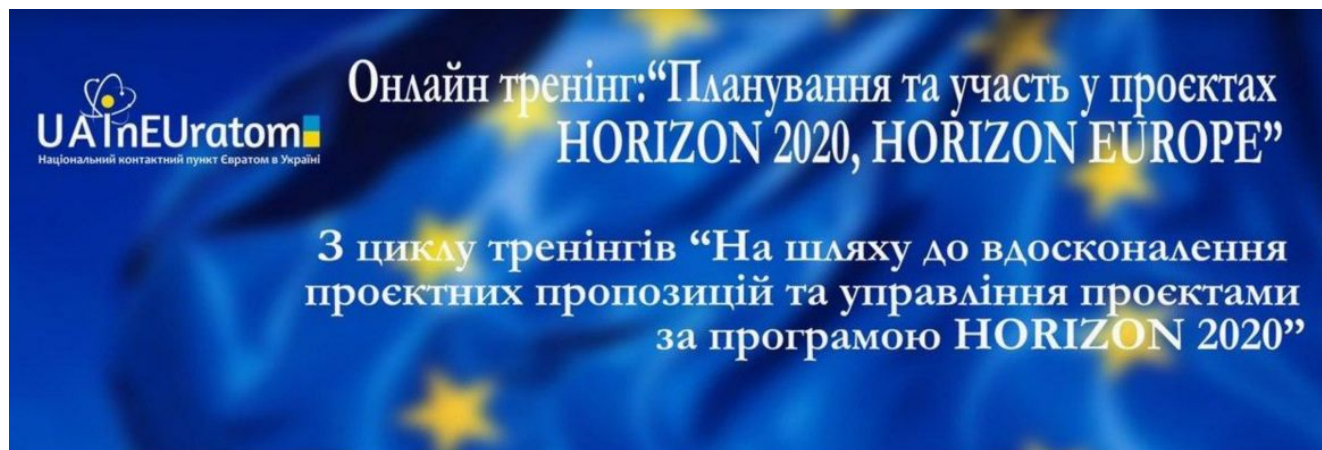 UAInEUratom
Національний контактний пункт Євратом в Україні
Онлайн тренінг:“Планування та участь у проєктах
HORIZON 2020, HORIZON EUROPE”
З циклу тренінгів “На шляху до вдосконалення
проєктних пропозицій та управління проєктами
за програмою HORIZON 2020”